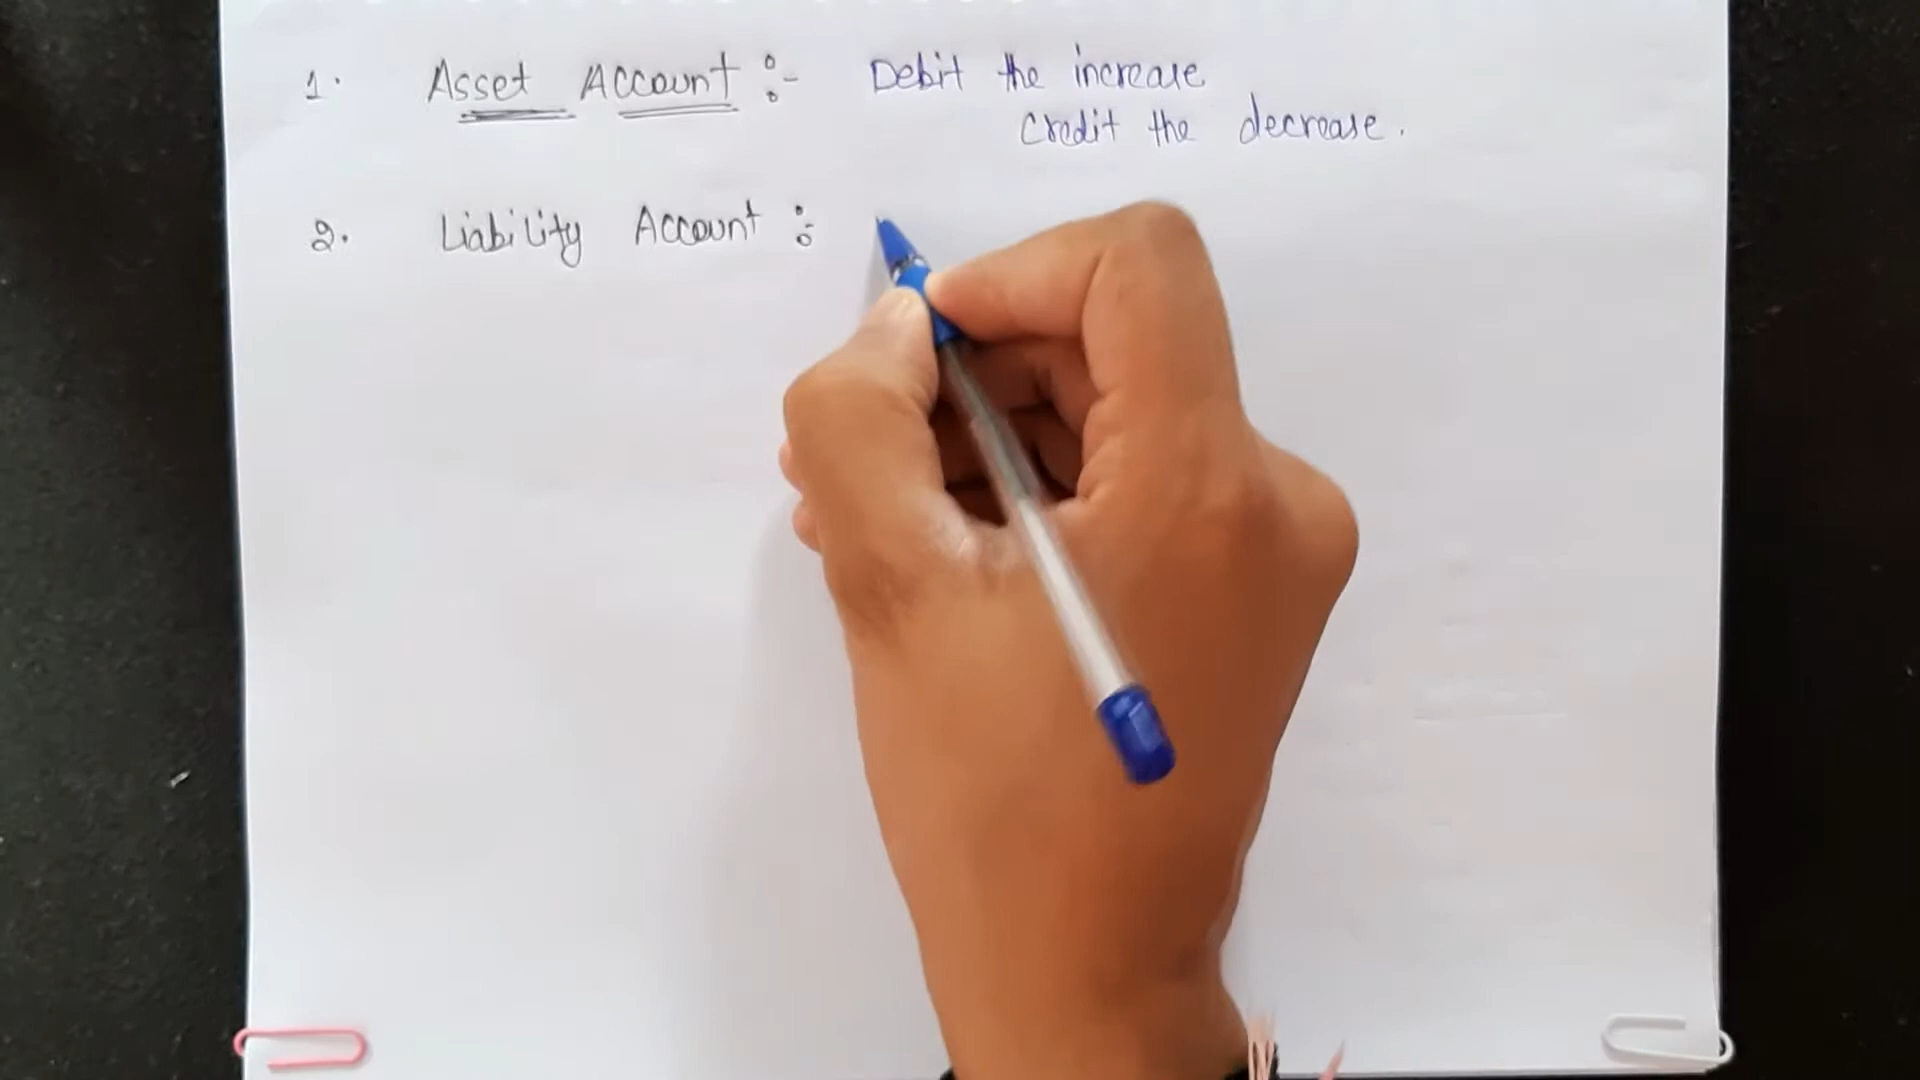 1. Asset Account :- Debit the increase
Credit the decrease.
2. Liability Account :-